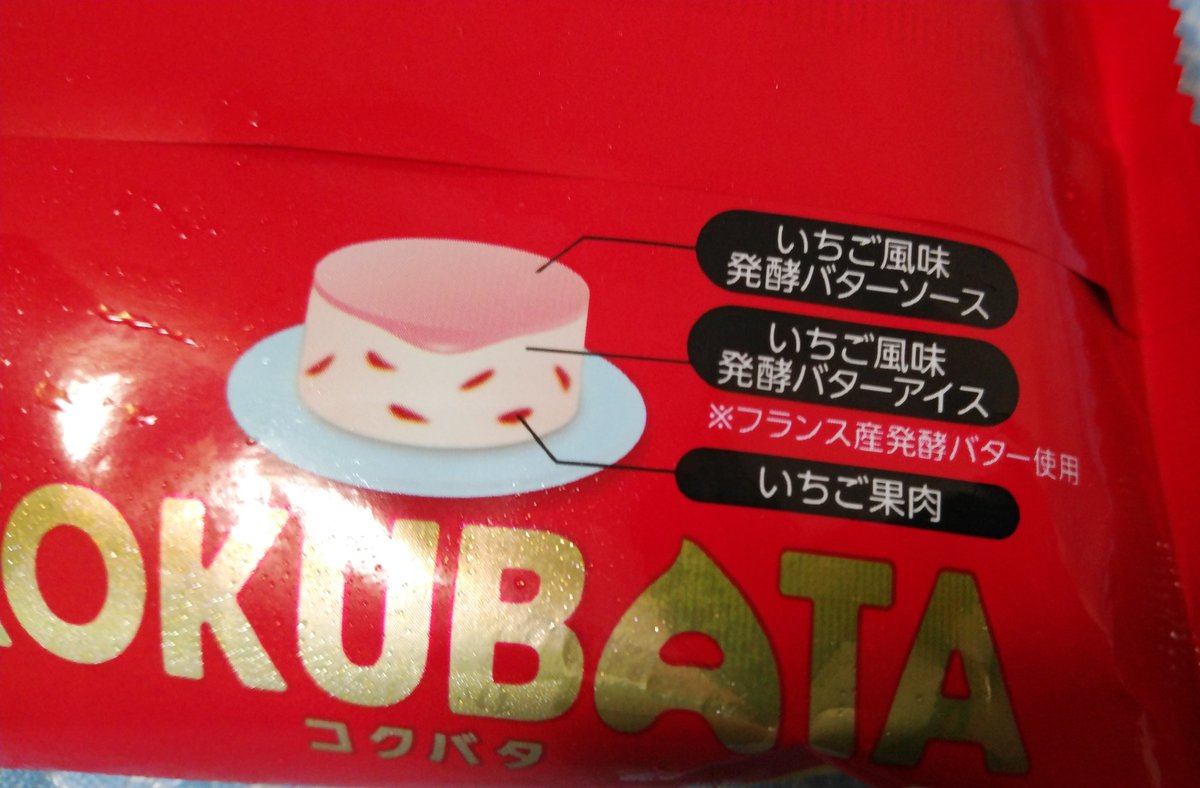 いちご風味
発酵バターソース
いちご風味
発酵バターアイス
※フランス産発酵バター使用
いちご果肉
KOKUBATA
コクバタ